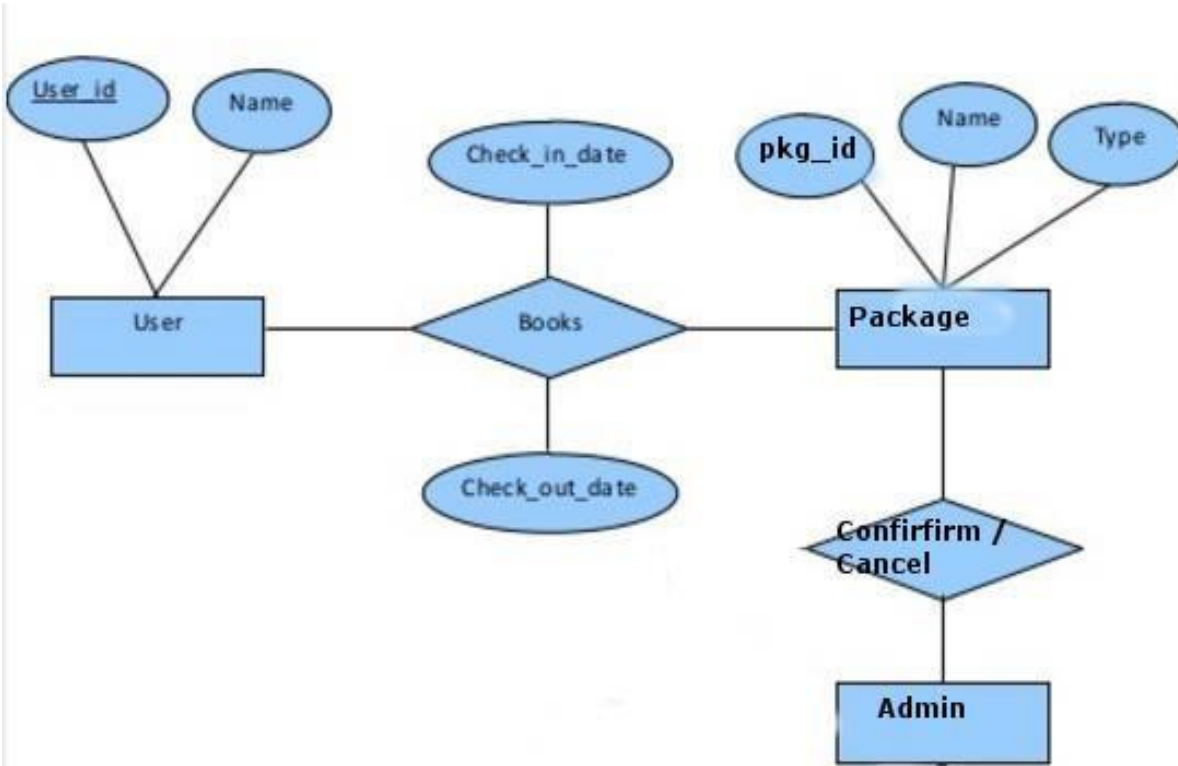 User_id
Name
Check_in_date
pkg_id
Name
Type
User
Books
Package
Check_out_date
Confirfirm /
Cancel
Admin